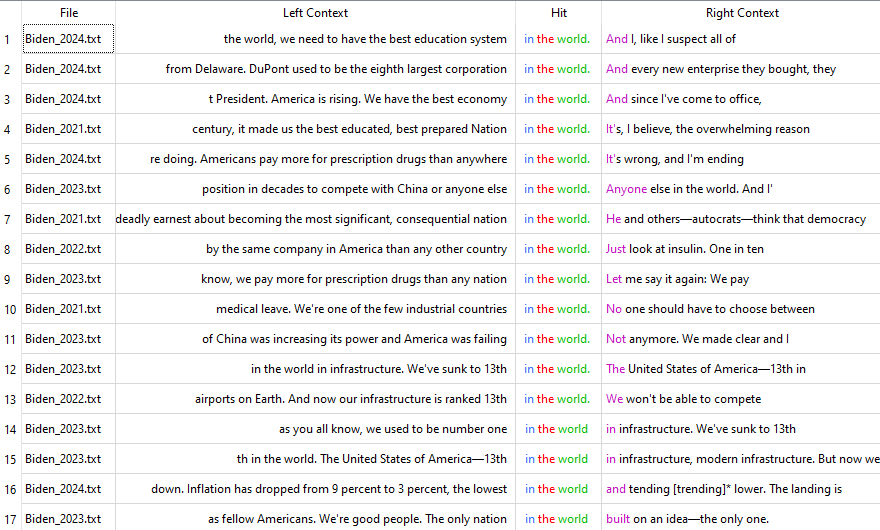 File Left Context Hit Right Context
1 Biden_2024.txt the world, we need to have the best education system in the world. And I, like I suspect all of
2 Biden_2024.txt from Delaware. DuPont used to be the eighth largest corporation in the world. And every new enterprise they bought, they
3 Biden_2024.txt t President. America is rising. We have the best economy in the world. And since I've come to office,
4 Biden_2021.txt century, it made us the best educated, best prepared Nation in the world. It's, I believe, the overwhelming reason
5 Biden_2024.txt re doing. Americans pay more for prescription drugs than anywhere in the world. It's wrong, and I'm ending
6 Biden_2023.txt position in decades to compete with China or anyone else in the world. Anyone else in the world. And I'
7 Biden_2021.txt deadly earnest about becoming the most significant, consequential nation in the world. He and others—autocrats—think that democracy
8 Biden_2022.txt by the same company in America than any other country in the world. Just look at insulin. One in ten
9 Biden_2023.txt know, we pay more for prescription drugs than any nation in the world. Let me say it again: We pay
10 Biden_2021.txt medical leave. We're one of the few industrial countries in the world. No one should have to choose between
11 Biden_2023.txt of China was increasing its power and America was failing in the world. Not anymore. We made clear and I
12 Biden_2023.txt in the world in infrastructure. We've sunk to 13th in the world. The United States of America—13th in
13 Biden_2022.txt airports on Earth. And now our infrastructure is ranked 13th in the world. We won't be able to compete
14 Biden_2023.txt as you all know, we used to be number one in the world in infrastructure. We've sunk to 13th
15 Biden_2023.txt th in the world. The United States of America—13th in the world in infrastructure, modern infrastructure. But now we
16 Biden_2024.txt down. Inflation has dropped from 9 percent to 3 percent, the lowest in the world and tending [trending]* lower. The landing is
17 Biden_2023.txt as fellow Americans. We're good people. The only nation in the world built on an idea—the only one.